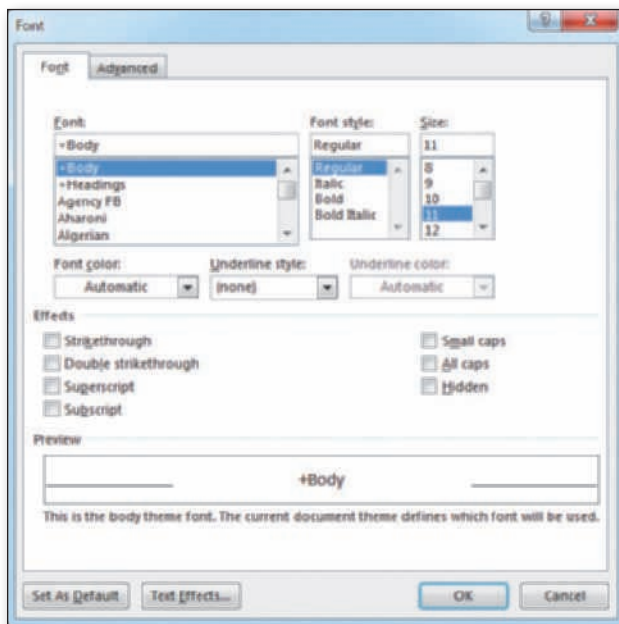 Font
Font Advanced
Font: Font style: Size:
+Body Regular 11
+Body Regular 8
+Headings Italic 9
Agency FB Bold 10
Aharoni Bold Italic 11
Algerian 12
Font color: Underline style: Underline color:
Automatic (none) Automatic
Effects
Strikethrough Small caps
Double strikethrough All caps
Superscript Hidden
Subscript
Preview
+Body
This is the body theme font. The current document theme defines which font will be used.
Set As Default Text Effects... OK Cancel